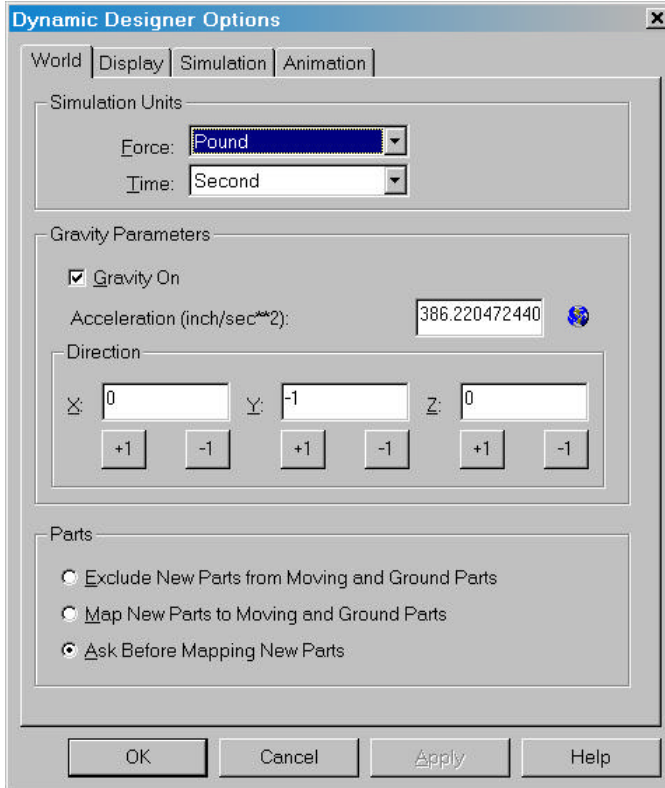 Dynamic Designer Options
World Display Simulation Animation
Simulation Units
Force: Pound
Time: Second
Gravity Parameters
Gravity On
Acceleration (inch/sec**2): 386.220472440
Direction
X: 0 Y: -1 Z: 0
+1 -1 +1 -1 +1 -1
Parts
Exclude New Parts from Moving and Ground Parts
Map New Parts to Moving and Ground Parts
Ask Before Mapping New Parts
OK Cancel Apply Help